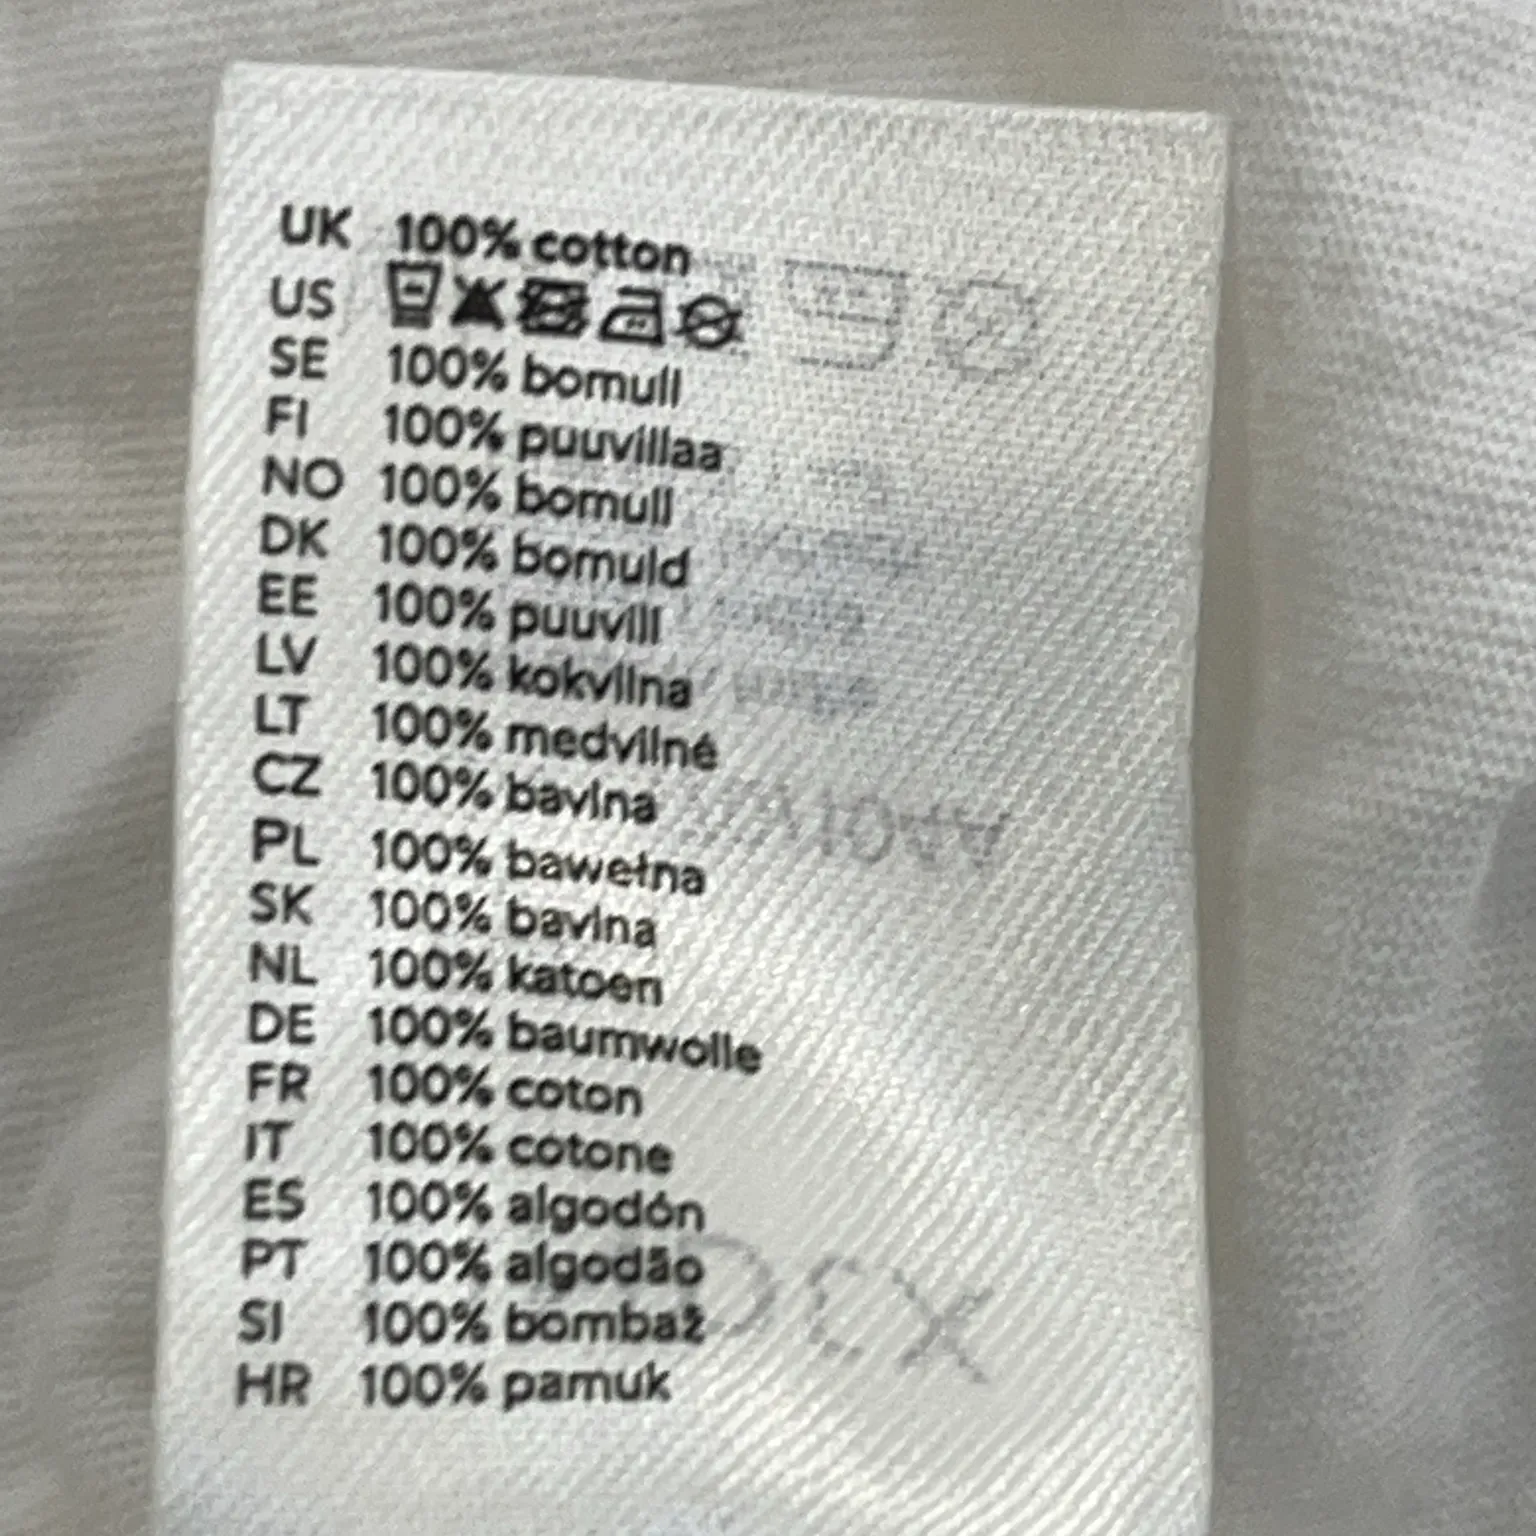 UK 100% cotton
US
SE 100% bomull
FI 100% puuvillaa
NO 100% bomull
DK 100% bomuld
EE 100% puuvill
LV 100% kokvilna
LT 100% medvilnė
CZ 100% bavlna
PL 100% bawełna
SK 100% bavlna
NL 100% katoen
DE 100% baumwolle
FR 100% coton
IT 100% cotone
ES 100% algodón
PT 100% algodão
SI 100% bombaž
HR 100% pamuk